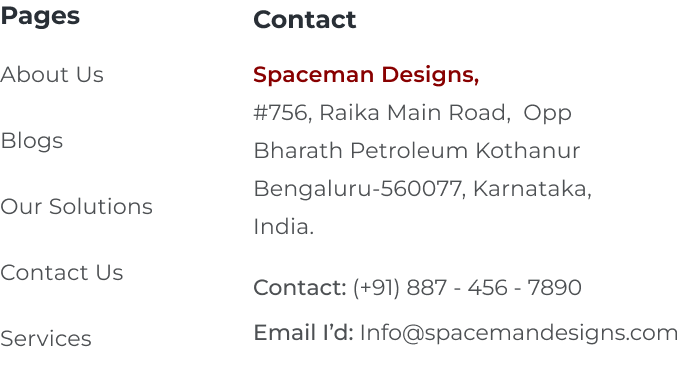 Pages
About Us
Blogs
Our Solutions
Contact Us
Services
Contact
Spaceman Designs,
#756, Raika Main Road,  Opp
Bharath Petroleum Kothanur
Bengaluru-560077, Karnataka,
India.
Contact: (+91) 887 - 456 - 7890
Email I’d: Info@spacemandesigns.com